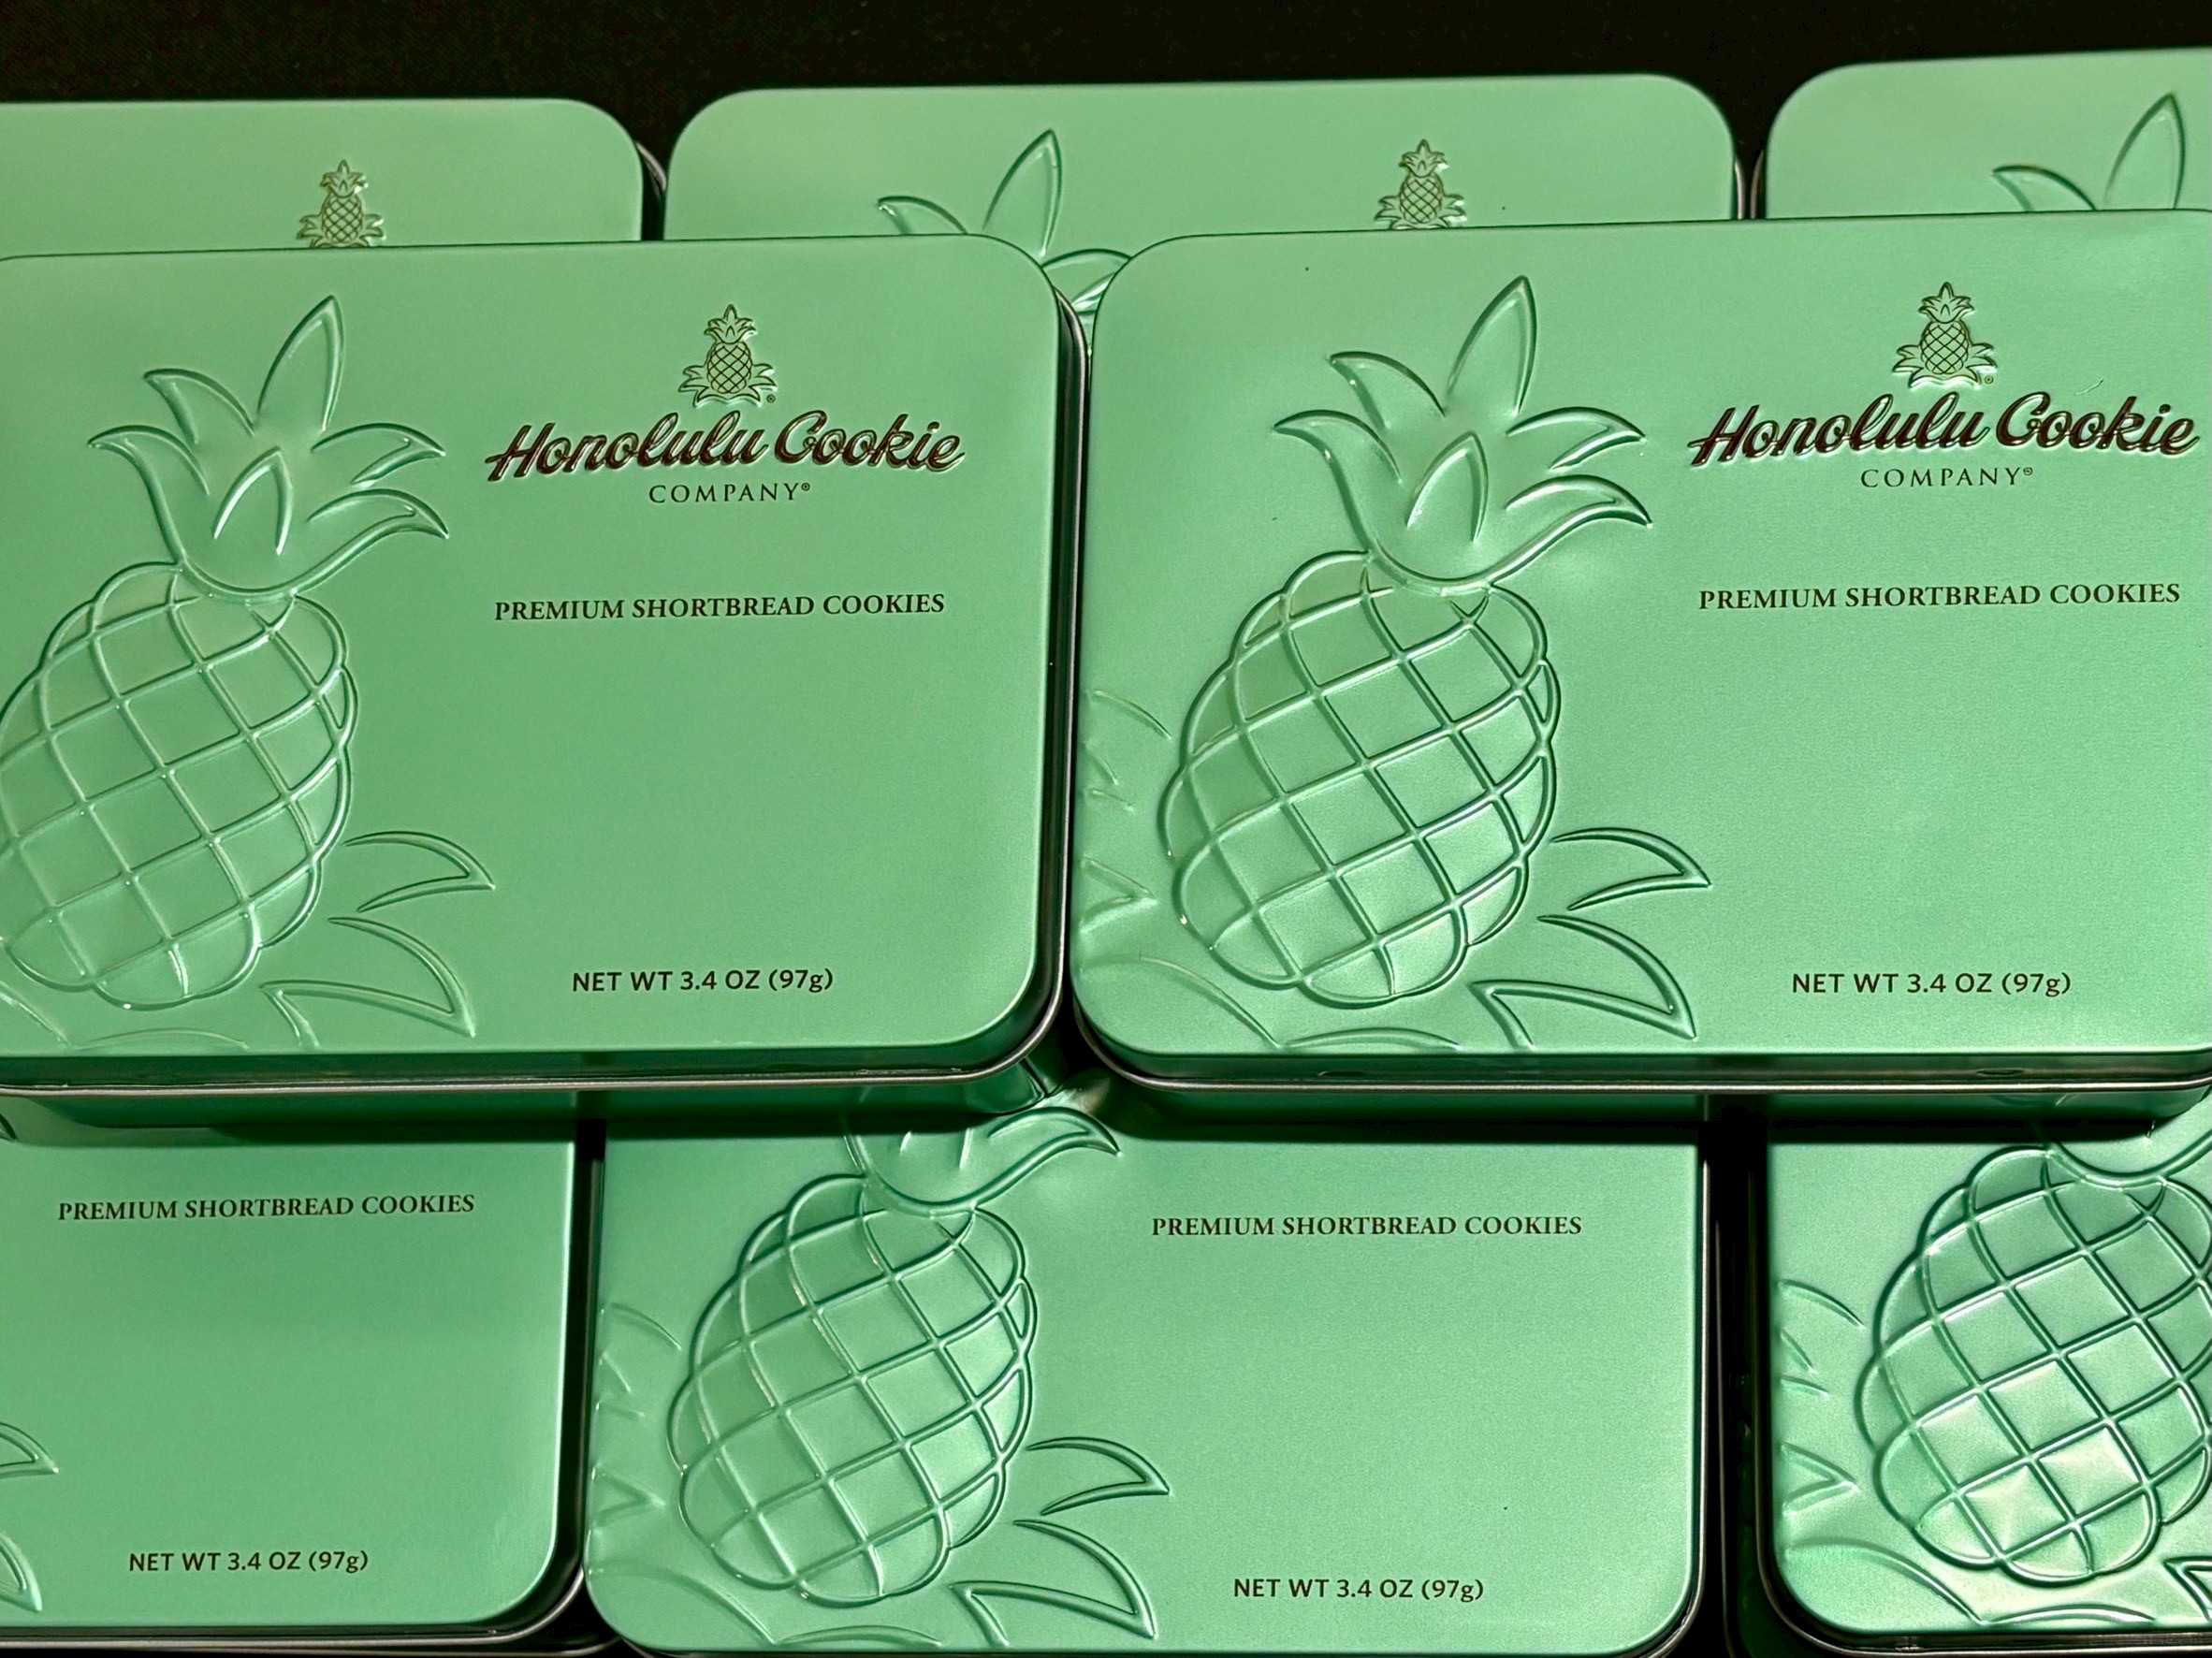 Honolulu Cookie
COMPANY®
PREMIUM SHORTBREAD COOKIES
NET WT 3.4 OZ (97g)
Honolulu Cookie
COMPANY®
PREMIUM SHORTBREAD COOKIES
NET WT 3.4 OZ (97g)
PREMIUM SHORTBREAD COOKIES
NET WT 3.4 OZ (97g)
PREMIUM SHORTBREAD COOKIES
NET WT 3.4 OZ (97g)